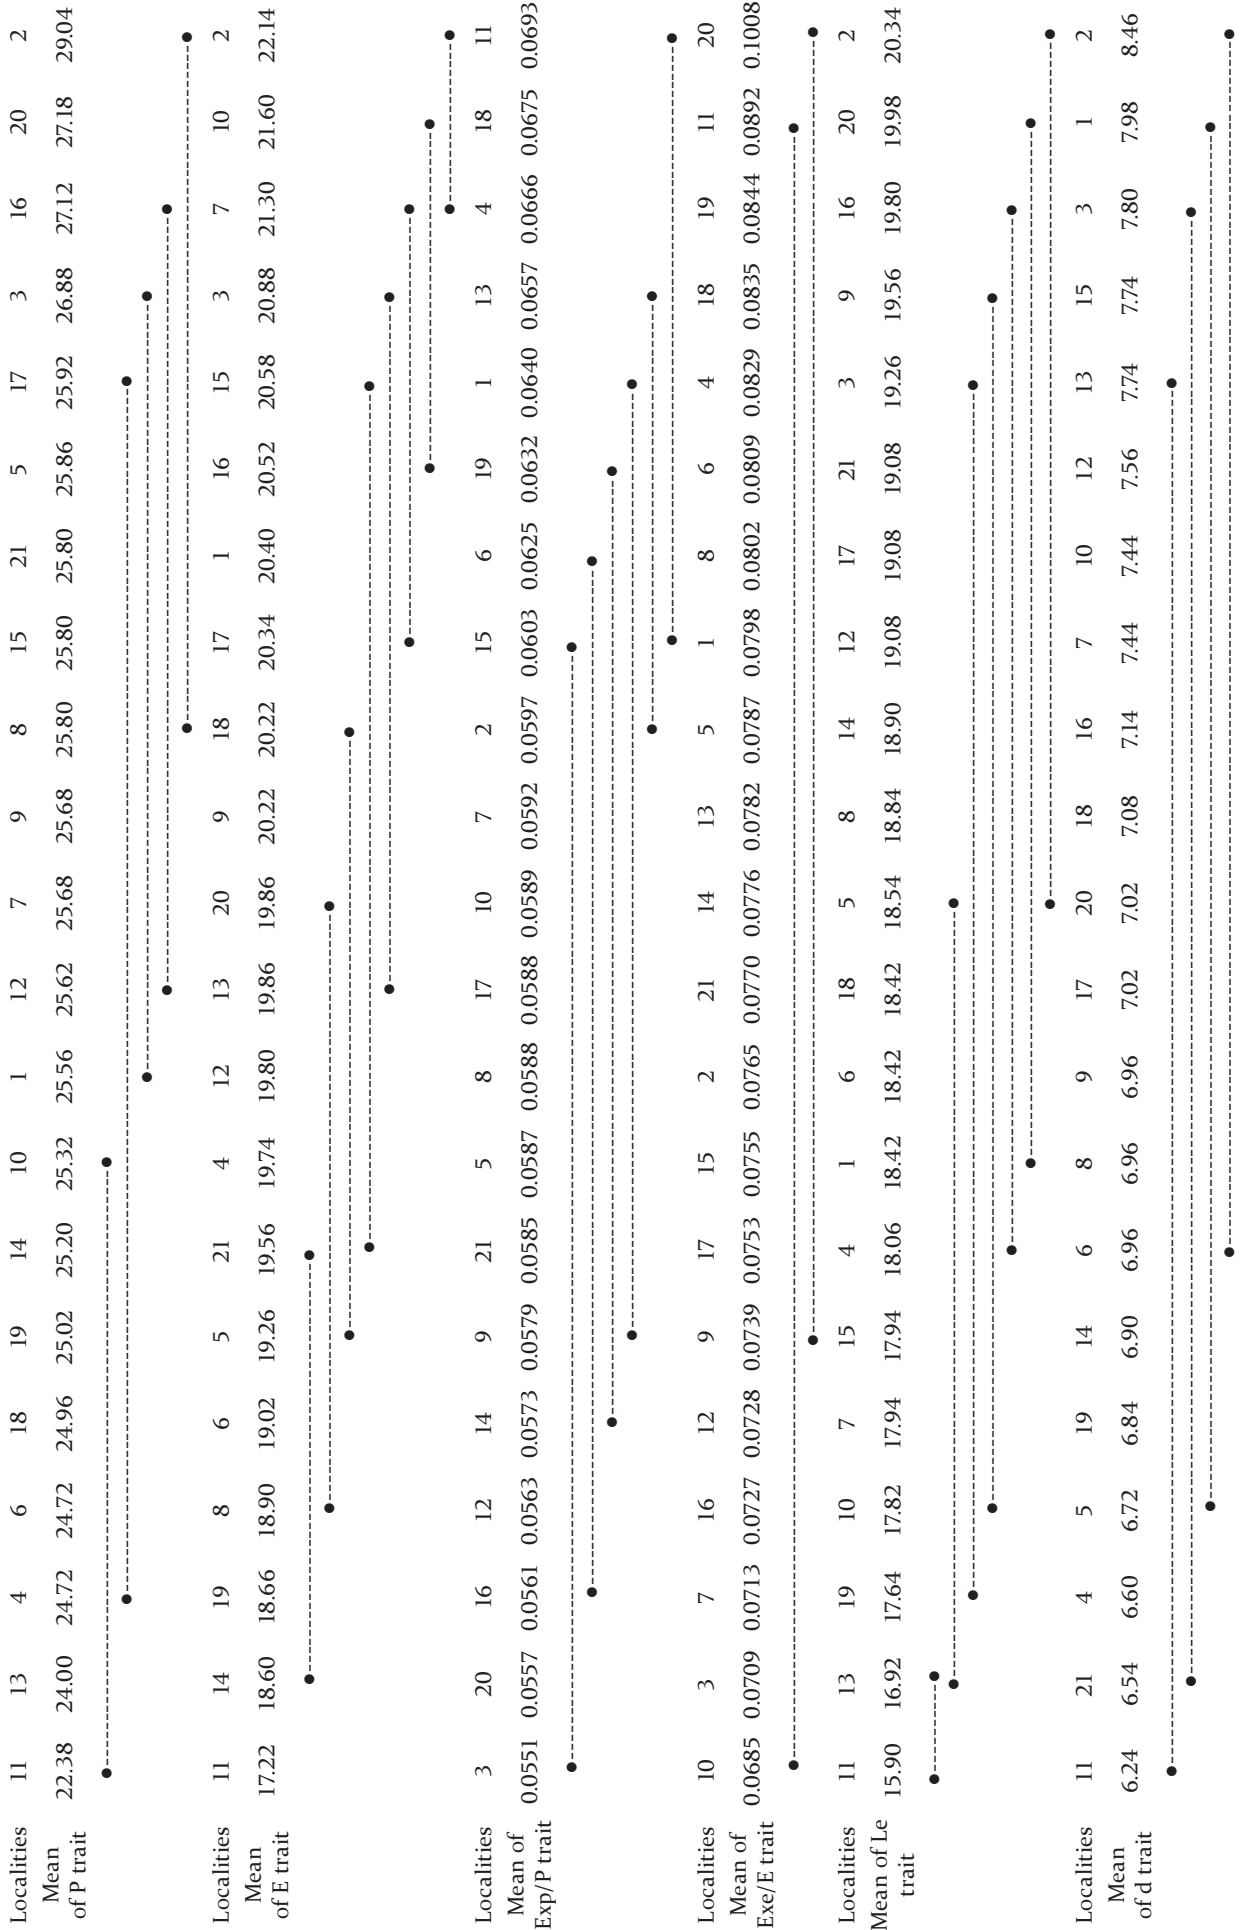 Localities 11 13 4 6 18 19 14 10 1 12 7 9 8 15 21 5 17 3 16 20 2
Mean
of P trait 22.38 24.00 24.72 24.72 24.96 25.02 25.20 25.32 25.56 25.62 25.68 25.68 25.80 25.80 25.80 25.86 25.92 26.88 27.12 27.18 29.04
Localities 11 14 19 8 6 5 21 4 12 13 20 9 18 17 1 16 15 3 7 10 2
Mean
of E trait 17.22 18.60 18.66 18.90 19.02 19.26 19.56 19.74 19.80 19.86 19.86 20.22 20.22 20.34 20.40 20.52 20.58 20.88 21.30 21.60 22.14
Localities 3 20 16 12 14 9 21 5 8 17 10 7 2 15 6 19 1 13 4 18 11
Mean of
Exp/P trait 0.0551 0.0557 0.0561 0.0563 0.0573 0.0579 0.0585 0.0587 0.0588 0.0588 0.0589 0.0592 0.0597 0.0603 0.0625 0.0632 0.0640 0.0657 0.0666 0.0675 0.0693
Localities 10 3 7 16 12 9 17 15 2 21 14 13 5 1 8 6 4 18 19 11 20
Mean of
Exe/E trait 0.0685 0.0709 0.0713 0.0727 0.0728 0.0739 0.0753 0.0755 0.0765 0.0770 0.0776 0.0782 0.0787 0.0798 0.0802 0.0809 0.0829 0.0835 0.0844 0.0892 0.1008
Localities 11 13 19 10 7 15 4 1 6 18 5 8 14 12 17 21 3 9 16 20 2
Mean of Le
trait 15.90 16.92 17.64 17.82 17.94 17.94 18.06 18.42 18.42 18.42 18.54 18.84 18.90 19.08 19.08 19.08 19.26 19.56 19.80 19.98 20.34
Localities 11 21 4 5 19 14 6 8 9 17 20 18 16 7 10 12 13 15 3 1 2
Mean
of d trait 6.24 6.54 6.60 6.72 6.84 6.90 6.96 6.96 6.96 7.02 7.02 7.08 7.14 7.44 7.44 7.56 7.74 7.74 7.80 7.98 8.46